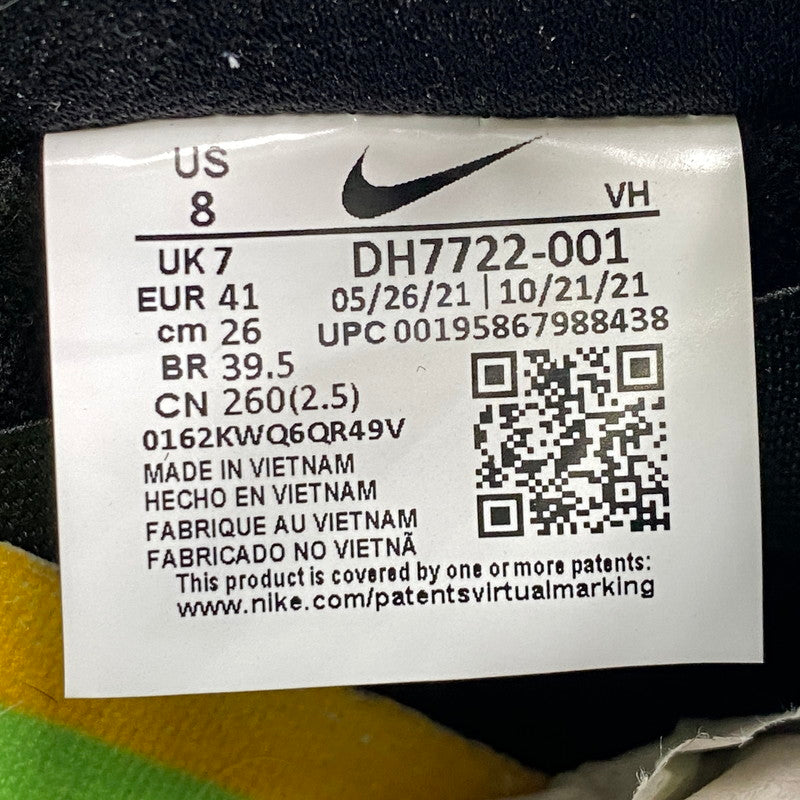 US
8
VH
UK 7
DH7722-001
EUR 41
05/26/21 | 10/21/21
cm 26
UPC 00195867988438
BR 39.5
CN 260(2.5)
0162KWQ6QR49V
MADE IN VIETNAM
HECHO EN VIETNAM
FABRIQUE AU VIETNAM
FABRICADO NO VIETNÃ
This product is covered by one or more patents:
www.nike.com/patentsvirtualmarking